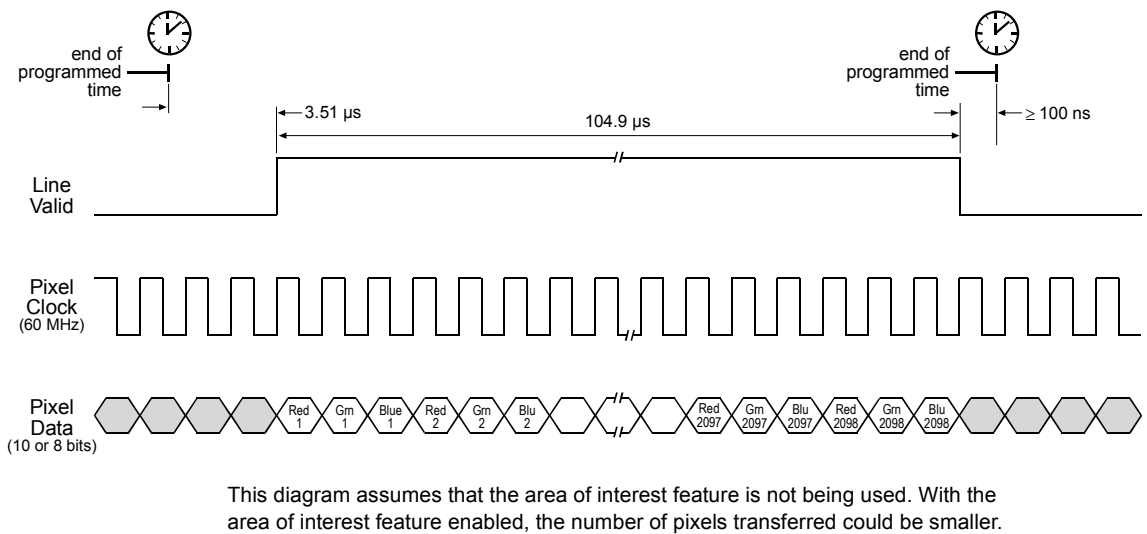 end of
programmed
time
end of
programmed
time
3.51 µs
104.9 µs
≥ 100 ns
Line
Valid
Pixel
Clock
(60 MHz)
Pixel
Data
(10 or 8 bits)
Red
1
Grn
1
Blue
1
Red
2
Grn
2
Blu
2
Red
2097
Grn
2097
Blu
2097
Red
2098
Grn
2098
Blu
2098
This diagram assumes that the area of interest feature is not being used. With the
area of interest feature enabled, the number of pixels transferred could be smaller.